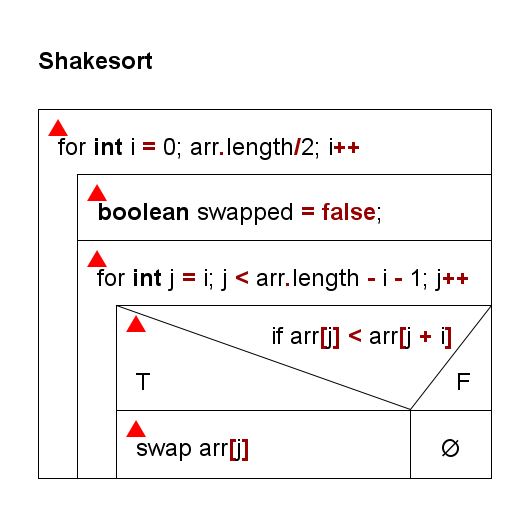 Shakesort
for int i = 0; arr.length/2; i++
boolean swapped = false;
for int j = i; j < arr.length - i - 1; j++
if arr[j] < arr[j + i]
T
F
swap arr[j]
∅